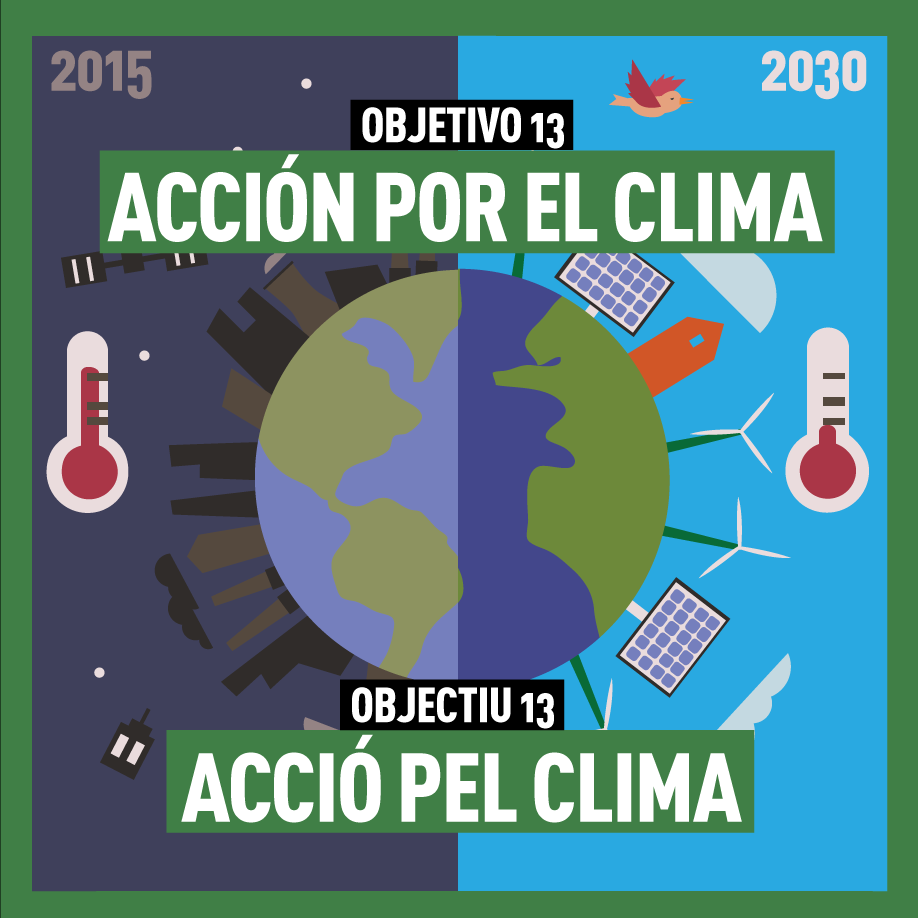 2015
2030
OBJETIVO 13
ACCIÓN POR EL CLIMA
OBJECTIU 13
ACCIÓ PEL CLIMA